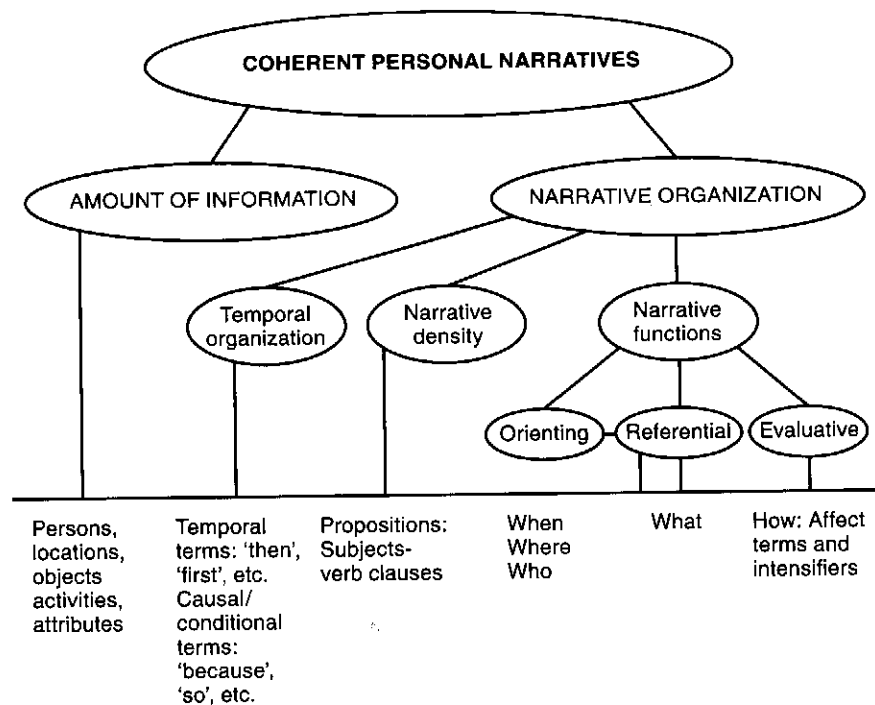 COHERENT PERSONAL NARRATIVES
AMOUNT OF INFORMATION
NARRATIVE ORGANIZATION
Temporal
organization
Narrative
density
Narrative
functions
Orienting
Referential
Evaluative
Persons,
locations,
objects
activities,
attributes
Temporal
terms: 'then',
'first', etc.
Causal/
conditional
terms:
'because',
'so', etc.
Propositions:
Subjects-
verb clauses
When
Where
Who
What
How: Affect
terms and
intensifiers